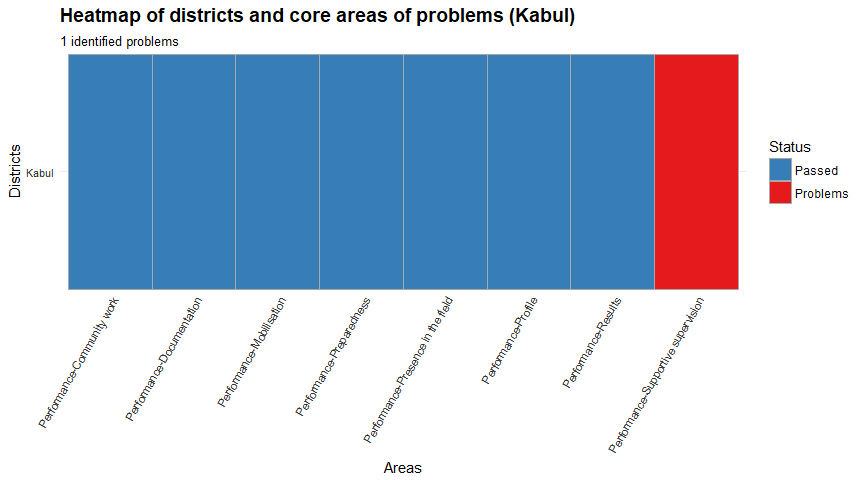 Heatmap of districts and core areas of problems (Kabul)
1 identified problems
Districts
Kabul
Status
Passed
Problems
Performance-Community work
Performance-Documentation
Performance-Mobilisation
Performance-Preparedness
Performance-Presence in the field
Performance-Profile
Performance-Results
Performance-Supportive supervision
Areas